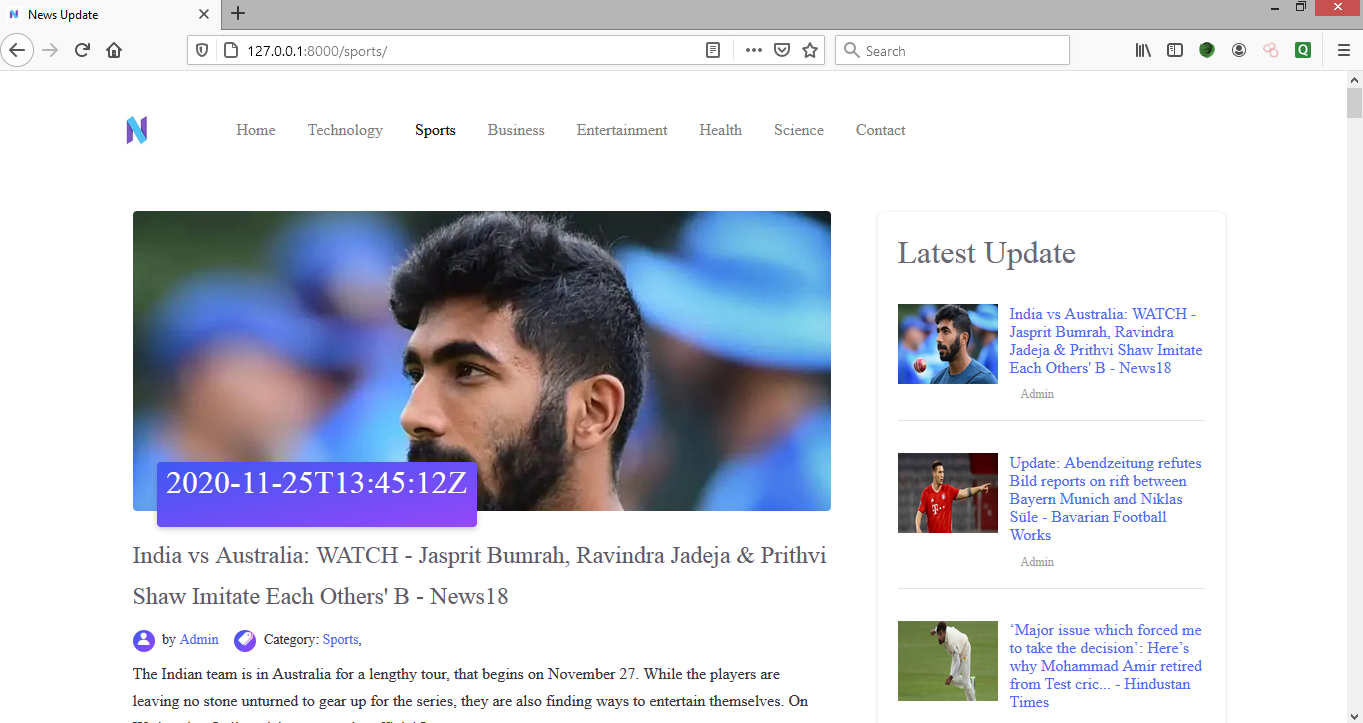 News Update
127.0.0.1:8000/sports/
Search
Home Technology Sports Business Entertainment Health Science Contact
2020-11-25T13:45:12Z
India vs Australia: WATCH - Jasprit Bumrah, Ravindra Jadeja & Prithvi
Shaw Imitate Each Others' B - News18
by Admin Category: Sports,
The Indian team is in Australia for a lengthy tour, that begins on November 27. While the players are
leaving no stone unturned to gear up for the series, they are also finding ways to entertain themselves. On
Latest Update
India vs Australia: WATCH -
Jasprit Bumrah, Ravindra
Jadeja & Prithvi Shaw Imitate
Each Others' B - News18
Admin
Update: Abendzeitung refutes
Bild reports on rift between
Bayern Munich and Niklas
Süle - Bavarian Football
Works
Admin
‘Major issue which forced me
to take the decision’: Here’s
why Mohammad Amir retired
from Test cric... - Hindustan
Times